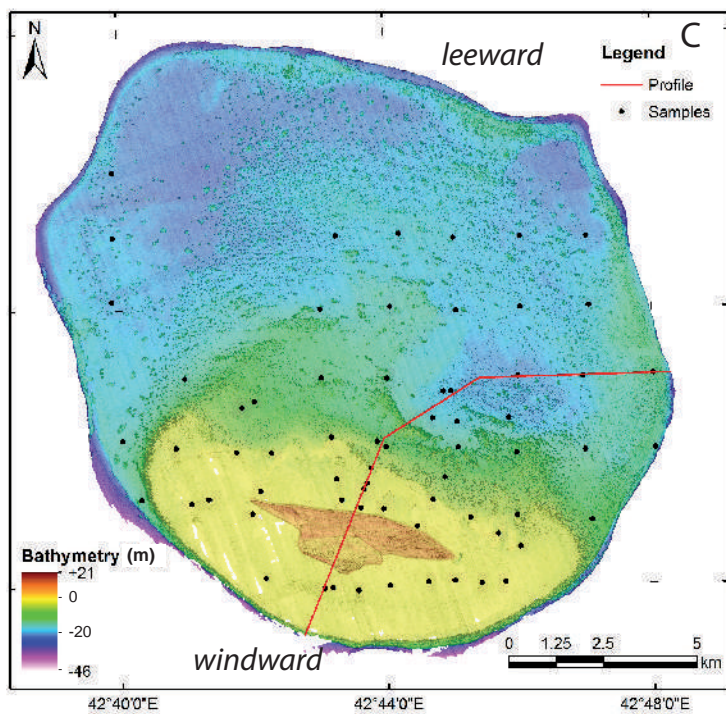 C
leeward
N
Legend
Profile
Samples
Bathymetry (m)
+21
0
-20
-46
windward
0 1.25 2.5 5
km
42°40'0"E 42°44'0"E 42°48'0"E